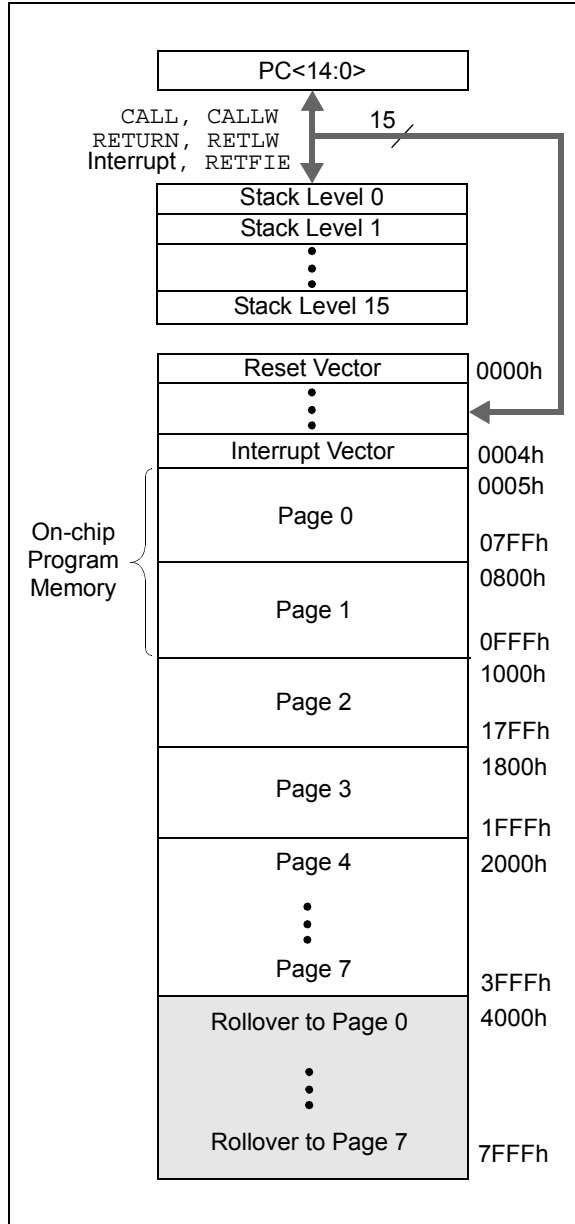 PC<14:0>
CALL, CALLW
15
RETURN, RETLW
Interrupt, RETFIE
Stack Level 0
Stack Level 1
Stack Level 15
Reset Vector
0000h
Interrupt Vector
0004h
0005h
On-chip
Program
Memory
Page 0
07FFh
0800h
Page 1
0FFFh
1000h
Page 2
17FFh
1800h
Page 3
1FFFh
Page 4
2000h
Page 7
3FFFh
Rollover to Page 0
4000h
Rollover to Page 7
7FFFh